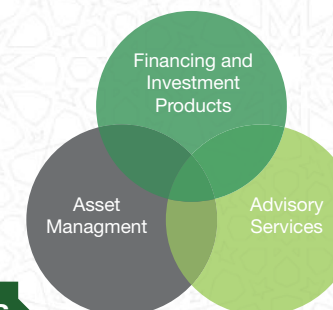 Financing and
Investment
Products
Asset
Managment
Advisory
Services